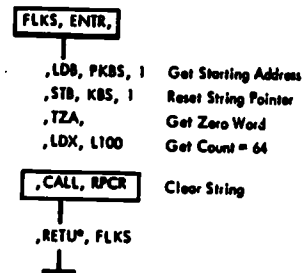 FLKS, ENTR,
,LDB, PKBS, 1 Get Starting Address
,STB, KBS, 1 Reset String Pointer
,TZA, Get Zero Word
,LDX, L100 Get Count = 64
,CALL, RPCR Clear String
,RETU*, FLKS